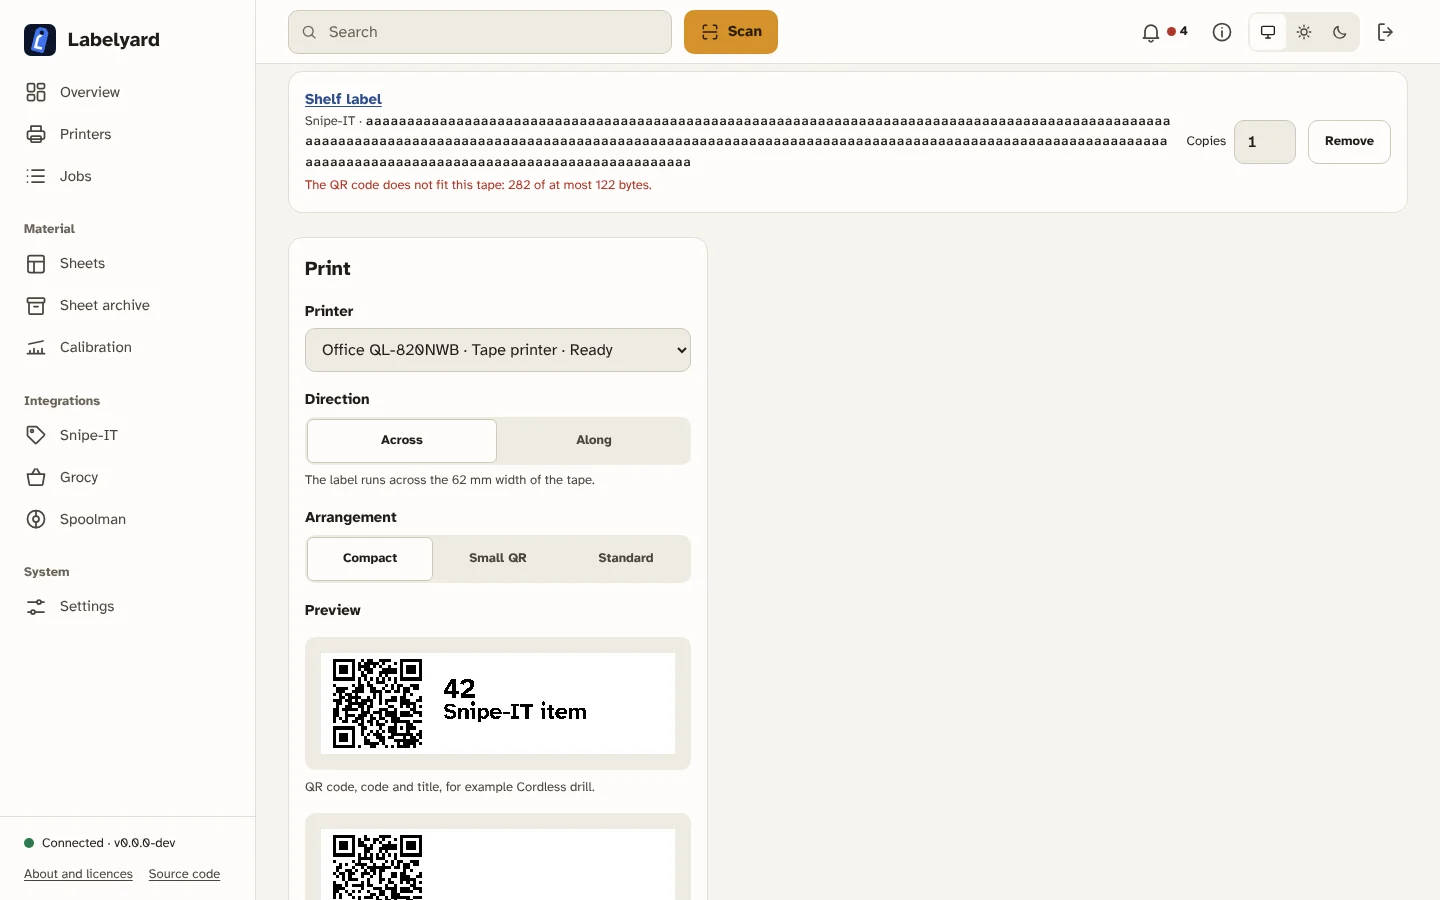 Labelyard
Overview
Printers
Jobs
Material
Sheets
Sheet archive
Calibration
Integrations
Snipe-IT
Grocy
Spoolman
System
Settings
Connected · v0.0.0-dev
About and licences
Source code
Search
Scan
4
Shelf label
Snipe-IT ·
Copies
1
Remove
The QR code does not fit this tape: 282 of at most 122 bytes.
Print
Printer
Office QL-820NWB · Tape printer · Ready
Direction
Across
Along
The label runs across the 62 mm width of the tape.
Arrangement
Compact
Small QR
Standard
Preview
42
Snipe-IT item
QR code, code and title, for example Cordless drill.